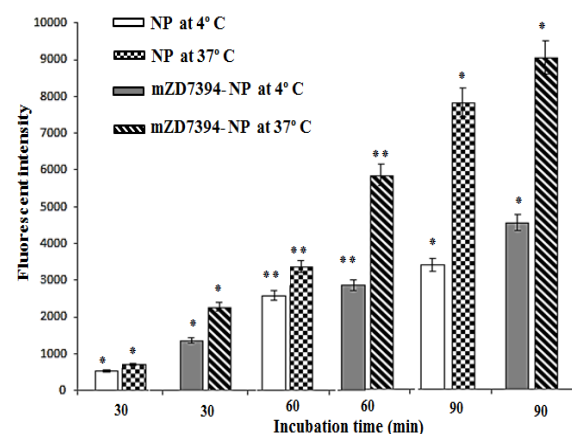 Fluorescent intensity
10000
9000
8000
7000
6000
5000
4000
3000
2000
1000
0
NP at 4° C
NP at 37° C
mZD7394- NP at 4° C
mZD7394- NP at 37° C
* * * * ** ** ** ** * * * *
30 30 60 60 90 90
Incubation time (min)